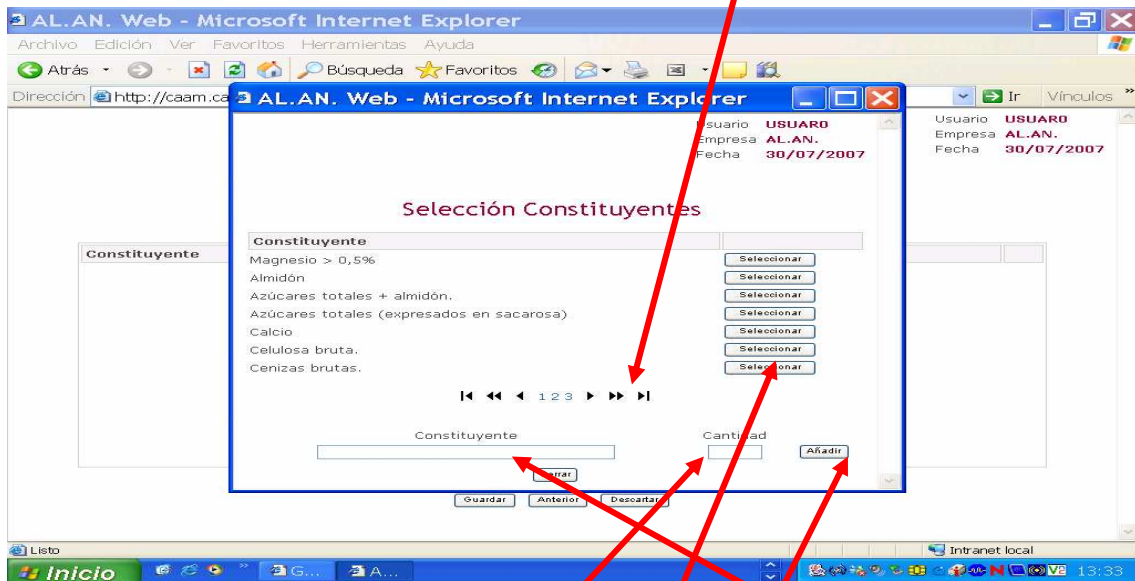 AL.AN. Web - Microsoft Internet Explorer
Archivo Edición Ver Favoritos Herramientas Ayuda
Atrás Búsqueda Favoritos
Dirección http://caam.ca Ir Vínculos »
AL.AN. Web - Microsoft Internet Explorer
Usuario USUAR0
Empresa AL.AN.
Fecha 30/07/2007
Usuario USUAR0
Empresa AL.AN.
Fecha 30/07/2007
Selección Constituyentes
Constituyente
Constituyente
Magnesio > 0,5% Seleccionar
Almidón Seleccionar
Azúcares totales + almidón. Seleccionar
Azúcares totales (expresados en sacarosa) Seleccionar
Calcio Seleccionar
Celulosa bruta. Seleccionar
Cenizas brutas. Seleccionar
1 2 3
Constituyente Cantidad
Añadir
Cerrar
Guardar Anterior Descartar
Listo Intranet local
Inicio » G... A... N V2 13:33